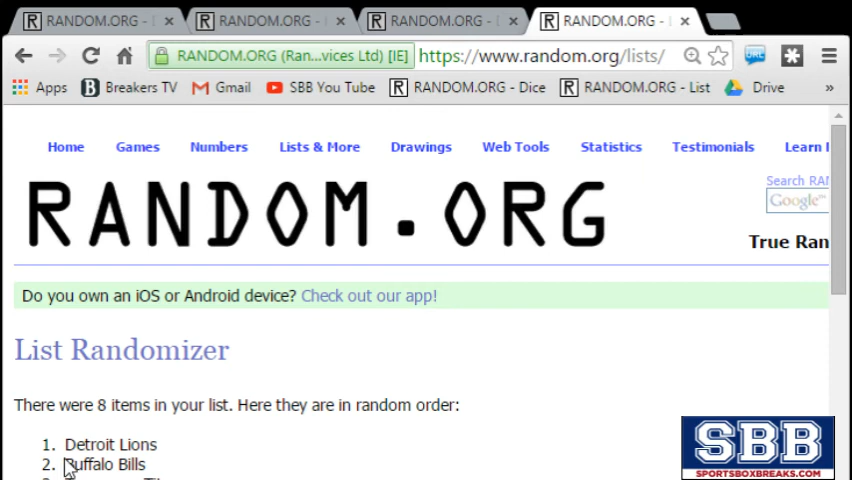 RANDOM.ORG - RANDOM.ORG - RANDOM.ORG - RANDOM.ORG -
RANDOM.ORG (Ran...vices Ltd) [IE] https://www.random.org/lists/
Apps Breakers TV Gmail SBB You Tube RANDOM.ORG - Dice RANDOM.ORG - List Drive »
Home Games Numbers Lists & More Drawings Web Tools Statistics Testimonials Learn
Search RAN
RANDOM.ORG
Google™
True Ran
Do you own an iOS or Android device? Check out our app!
List Randomizer
There were 8 items in your list. Here they are in random order:
1. Detroit Lions
2. Buffalo Bills
SBB
SPORTSBOXBREAKS.COM